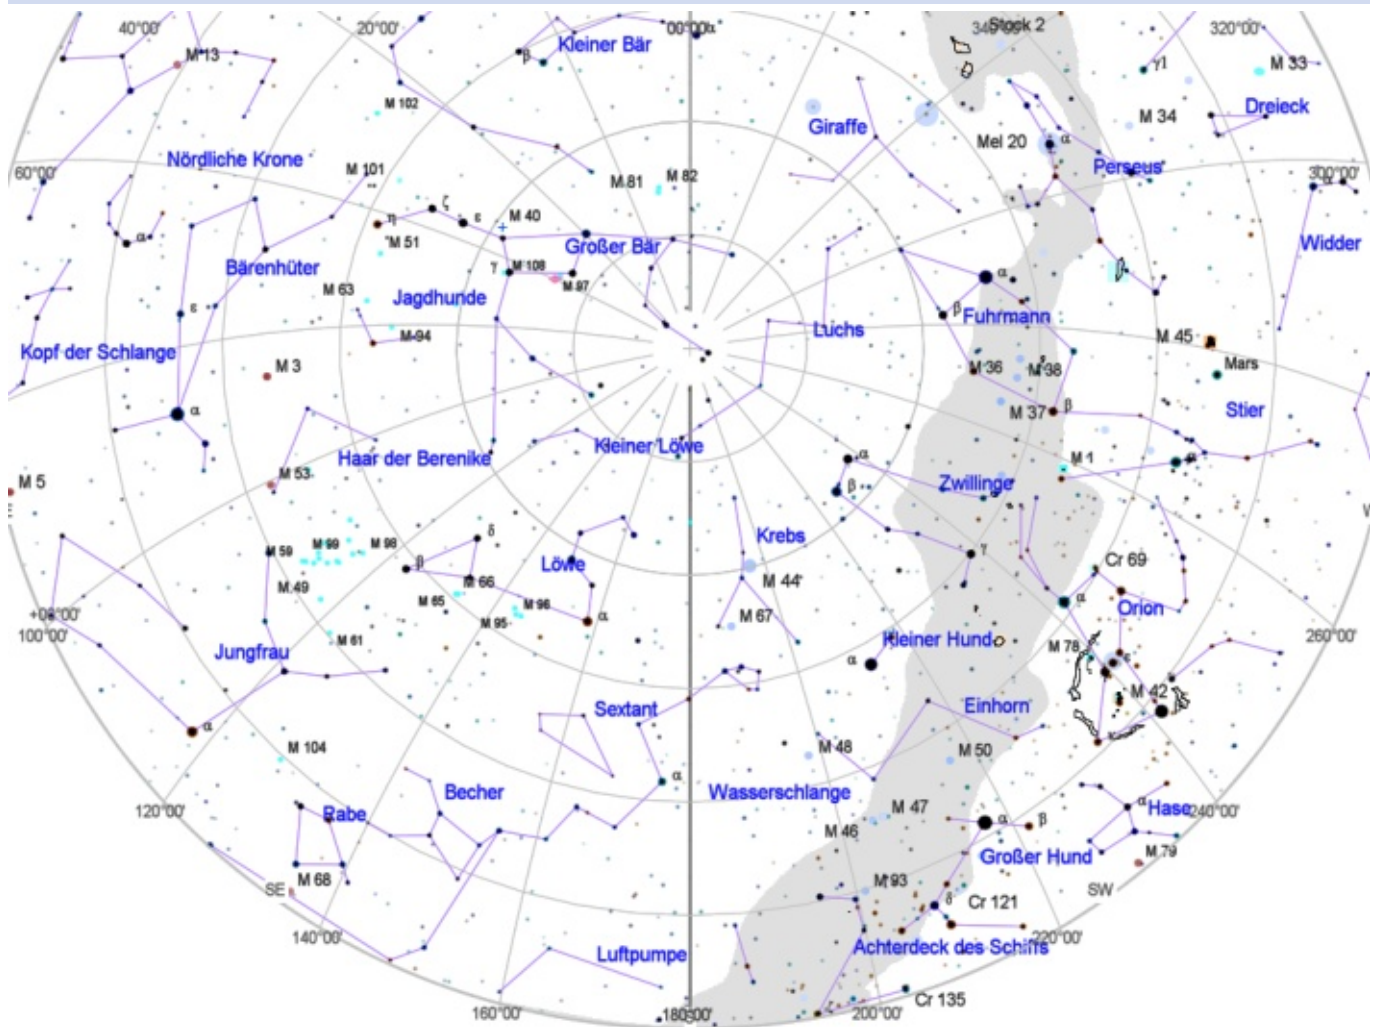 40°00'
20°00'
00°00'
α
340°00'
Stock 2
320°00'
Kleiner Bär
β
M 13
γ1
M 33
M 102
Giraffe
M 34
Dreieck
Mel 20
α
Nördliche Krone
M 101
M 81
M 82
Perseus
60°00'
300°00'
α
η
ζ
ε
M 40
α
M 51
Großer Bär
Widder
Bärenhüter
γ
M 108
M 97
α
M 63
Jagdhunde
ε
β
Fuhrmann
Luchs
M 94
M 45
Kopf der Schlange
Mars
M 3
M 36
M 38
α
M 37
β
Stier
Kleiner Löwe
Haar der Berenike
α
M 1
α
M 53
M 5
β
Zwillinge
δ
Krebs
M 59
M 99
M 98
β
Löwe
γ
M 49
M 66
M 44
Cr 69
M 65
M 96
α
Orion
+00°00'
M 95
α
M 67
100°00'
M 61
Kleiner Hund
260°00'
Jungfrau
α
M 78
ε
M 42
Sextant
Einhorn
α
M 104
M 48
M 50
α
Becher
Wasserschlange
120°00'
Rabe
M 47
α
Hase
240°00'
M 46
α
β
Großer Hund
M 79
M 68
SE
M 93
SW
δ
Cr 121
140°00'
220°00'
Luftpumpe
Achterdeck des Schiffs
Cr 135
160°00'
180°00'
200°00'